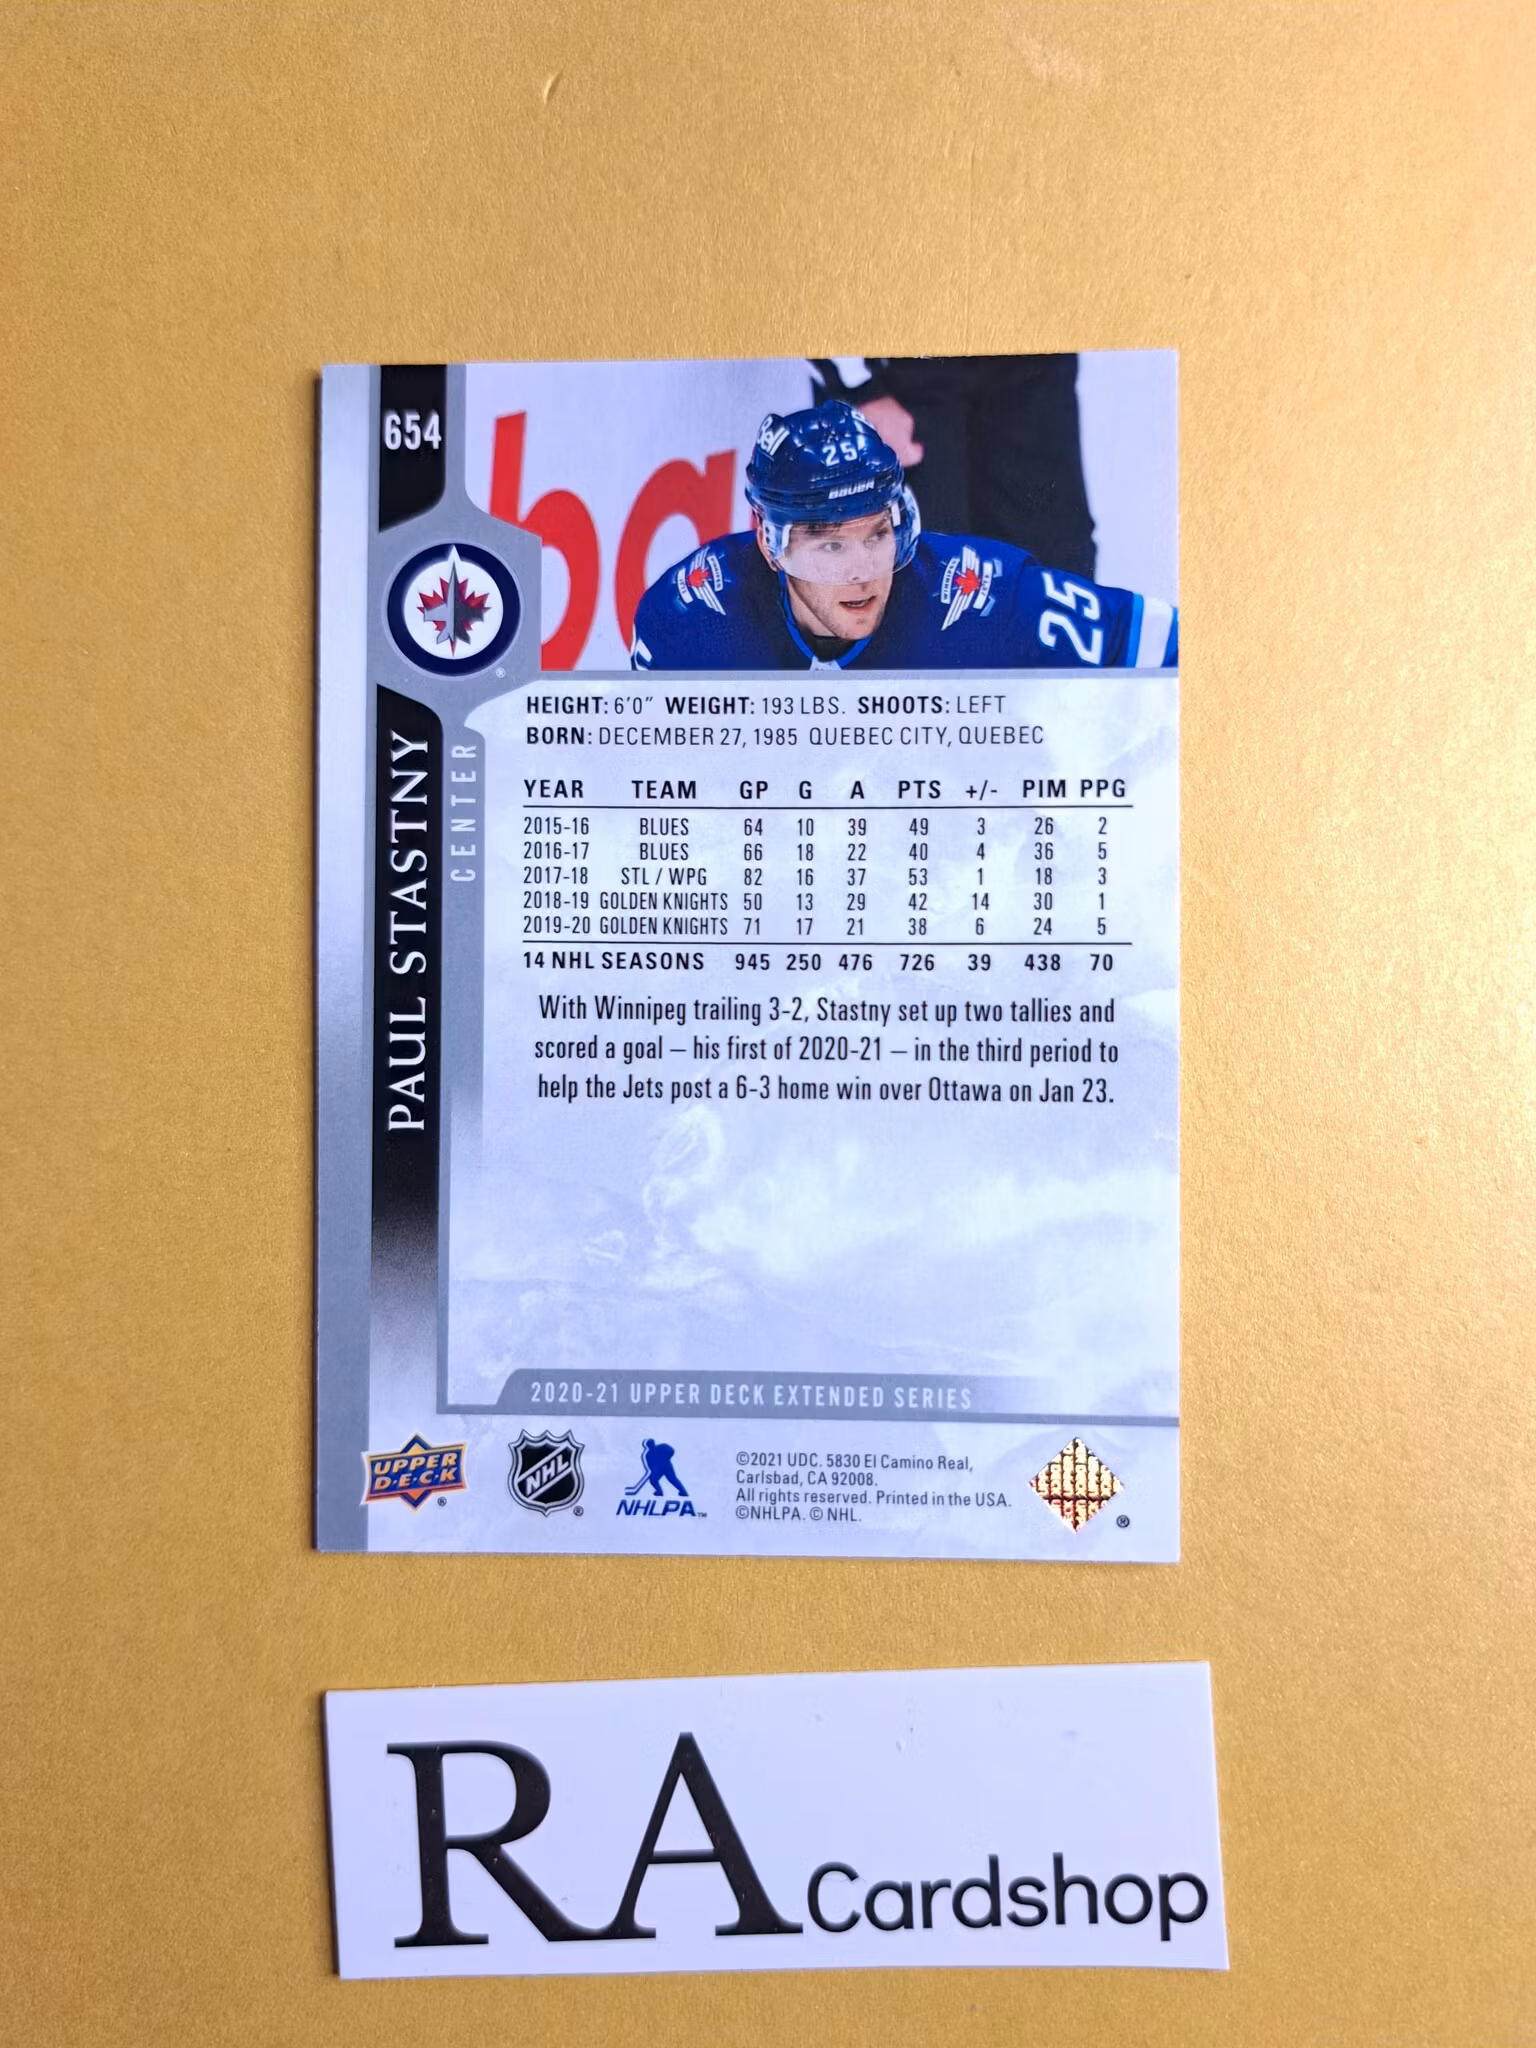 654
ba
Bell
25
BAUER
25
HEIGHT: 6'0" WEIGHT: 193 LBS. SHOOTS: LEFT
BORN: DECEMBER 27, 1985 QUEBEC CITY, QUEBEC
PAUL STASTNY
CENTER
YEAR TEAM GP G A PTS +/- PIM PPG
2015-16 BLUES 64 10 39 49 3 26 2
2016-17 BLUES 66 18 22 40 4 36 5
2017-18 STL / WPG 82 16 37 53 1 18 3
2018-19 GOLDEN KNIGHTS 50 13 29 42 14 30 1
2019-20 GOLDEN KNIGHTS 71 17 21 38 6 24 5
14 NHL SEASONS 945 250 476 726 39 438 70
With Winnipeg trailing 3-2, Stastny set up two tallies and
scored a goal – his first of 2020-21 – in the third period to
help the Jets post a 6-3 home win over Ottawa on Jan 23.
2020-21 UPPER DECK EXTENDED SERIES
UPPER
D·E·C·K
®
NHL
®
NHLPA™
©2021 UDC. 5830 El Camino Real,
Carlsbad, CA 92008.
All rights reserved. Printed in the USA.
©NHLPA. © NHL.
®
RA Cardshop